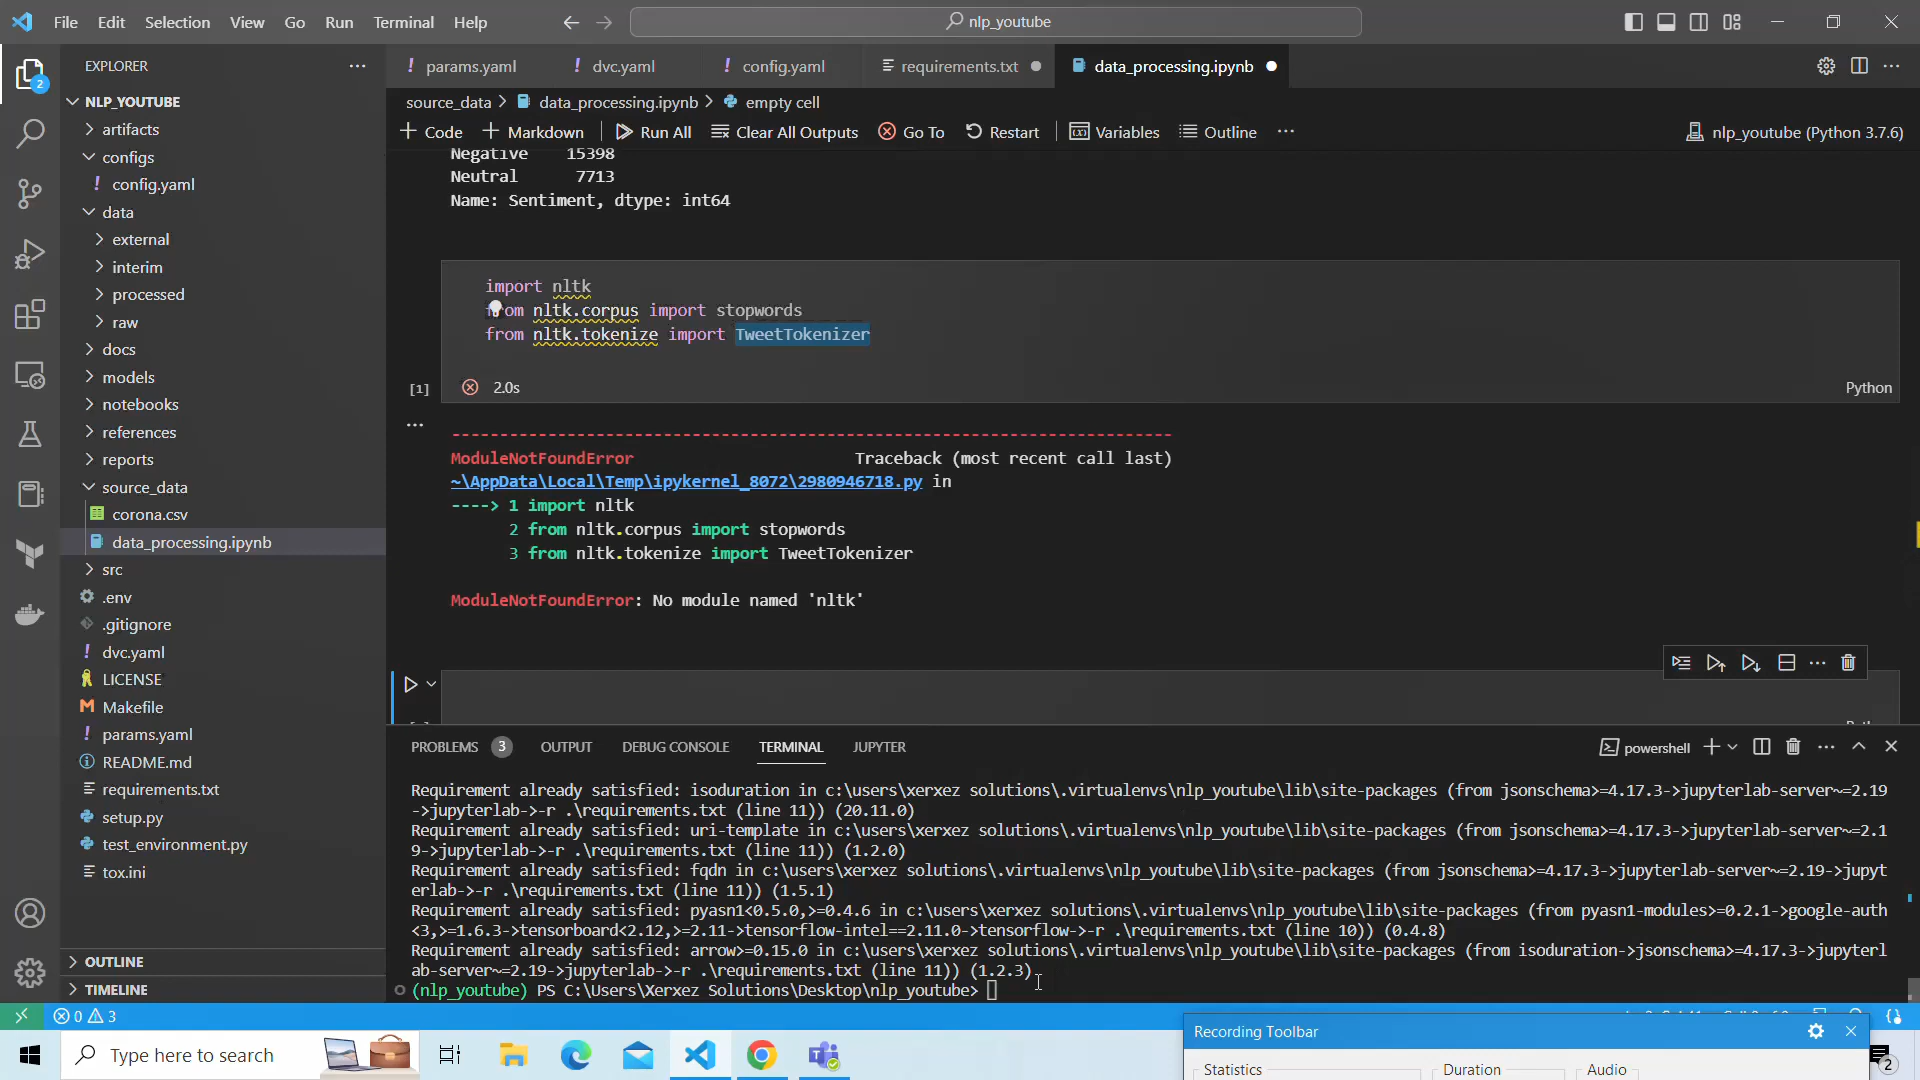 File Edit Selection View Go Run Terminal Help
nlp_youtube
EXPLORER
params.yaml
dvc.yaml
config.yaml
requirements.txt
data_processing.ipynb
2
NLP_YOUTUBE
artifacts
configs
config.yaml
data
external
interim
processed
raw
docs
models
notebooks
references
reports
source_data
corona.csv
data_processing.ipynb
src
.env
.gitignore
dvc.yaml
LICENSE
Makefile
params.yaml
README.md
requirements.txt
setup.py
test_environment.py
tox.ini
OUTLINE
TIMELINE
source_data > data_processing.ipynb > empty cell
+ Code + Markdown Run All Clear All Outputs Go To Restart Variables Outline ...
nlp_youtube (Python 3.7.6)
Negative 15398
Neutral 7713
Name: Sentiment, dtype: int64
import nltk
from nltk.corpus import stopwords
from nltk.tokenize import TweetTokenizer
[1] 2.0s Python
---------------------------------------------------------------------------
ModuleNotFoundError Traceback (most recent call last)
~\AppData\Local\Temp\ipykernel_8072\2980946718.py in
----> 1 import nltk
2 from nltk.corpus import stopwords
3 from nltk.tokenize import TweetTokenizer
ModuleNotFoundError: No module named 'nltk'
PROBLEMS 3 OUTPUT DEBUG CONSOLE TERMINAL JUPYTER
powershell
Requirement already satisfied: isoduration in c:\users\xerxez solutions\.virtualenvs\nlp_youtube\lib\site-packages (from jsonschema>=4.17.3->jupyterlab-server~=2.19
->jupyterlab->-r .\requirements.txt (line 11)) (20.11.0)
Requirement already satisfied: uri-template in c:\users\xerxez solutions\.virtualenvs\nlp_youtube\lib\site-packages (from jsonschema>=4.17.3->jupyterlab-server~=2.1
9->jupyterlab->-r .\requirements.txt (line 11)) (1.2.0)
Requirement already satisfied: fqdn in c:\users\xerxez solutions\.virtualenvs\nlp_youtube\lib\site-packages (from jsonschema>=4.17.3->jupyterlab-server~=2.19->jupyt
erlab->-r .\requirements.txt (line 11)) (1.5.1)
Requirement already satisfied: pyasn1<0.5.0,>=0.4.6 in c:\users\xerxez solutions\.virtualenvs\nlp_youtube\lib\site-packages (from pyasn1-modules>=0.2.1->google-auth
<3,>=1.6.3->tensorboard<2.12,>=2.11->tensorflow-intel==2.11.0->tensorflow->-r .\requirements.txt (line 10)) (0.4.8)
Requirement already satisfied: arrow>=0.15.0 in c:\users\xerxez solutions\.virtualenvs\nlp_youtube\lib\site-packages (from isoduration->jsonschema>=4.17.3->jupyterl
ab-server~=2.19->jupyterlab->-r .\requirements.txt (line 11)) (1.2.3)
(nlp_youtube) PS C:\Users\Xerxez Solutions\Desktop\nlp_youtube>
0 3
Recording Toolbar
Statistics Duration Audio
Type here to search
2